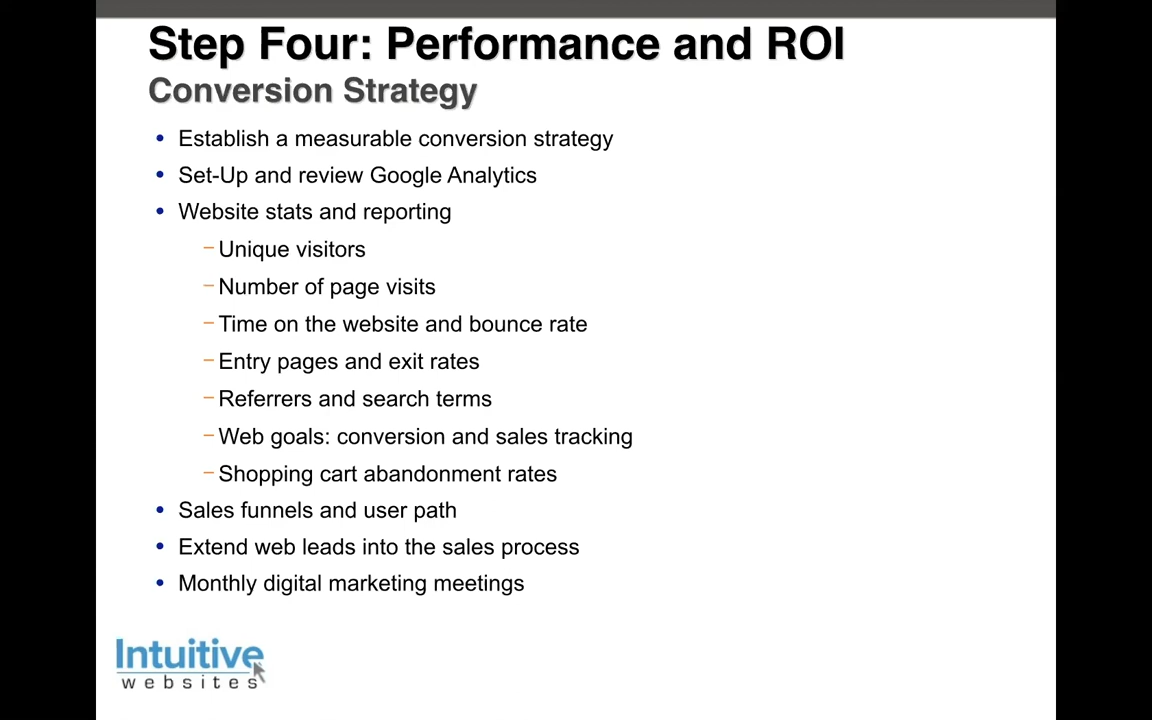 Step Four: Performance and ROI
Conversion Strategy
• Establish a measurable conversion strategy
• Set-Up and review Google Analytics
• Website stats and reporting
– Unique visitors
– Number of page visits
– Time on the website and bounce rate
– Entry pages and exit rates
– Referrers and search terms
– Web goals: conversion and sales tracking
– Shopping cart abandonment rates
• Sales funnels and user path
• Extend web leads into the sales process
• Monthly digital marketing meetings
Intuitive
websites